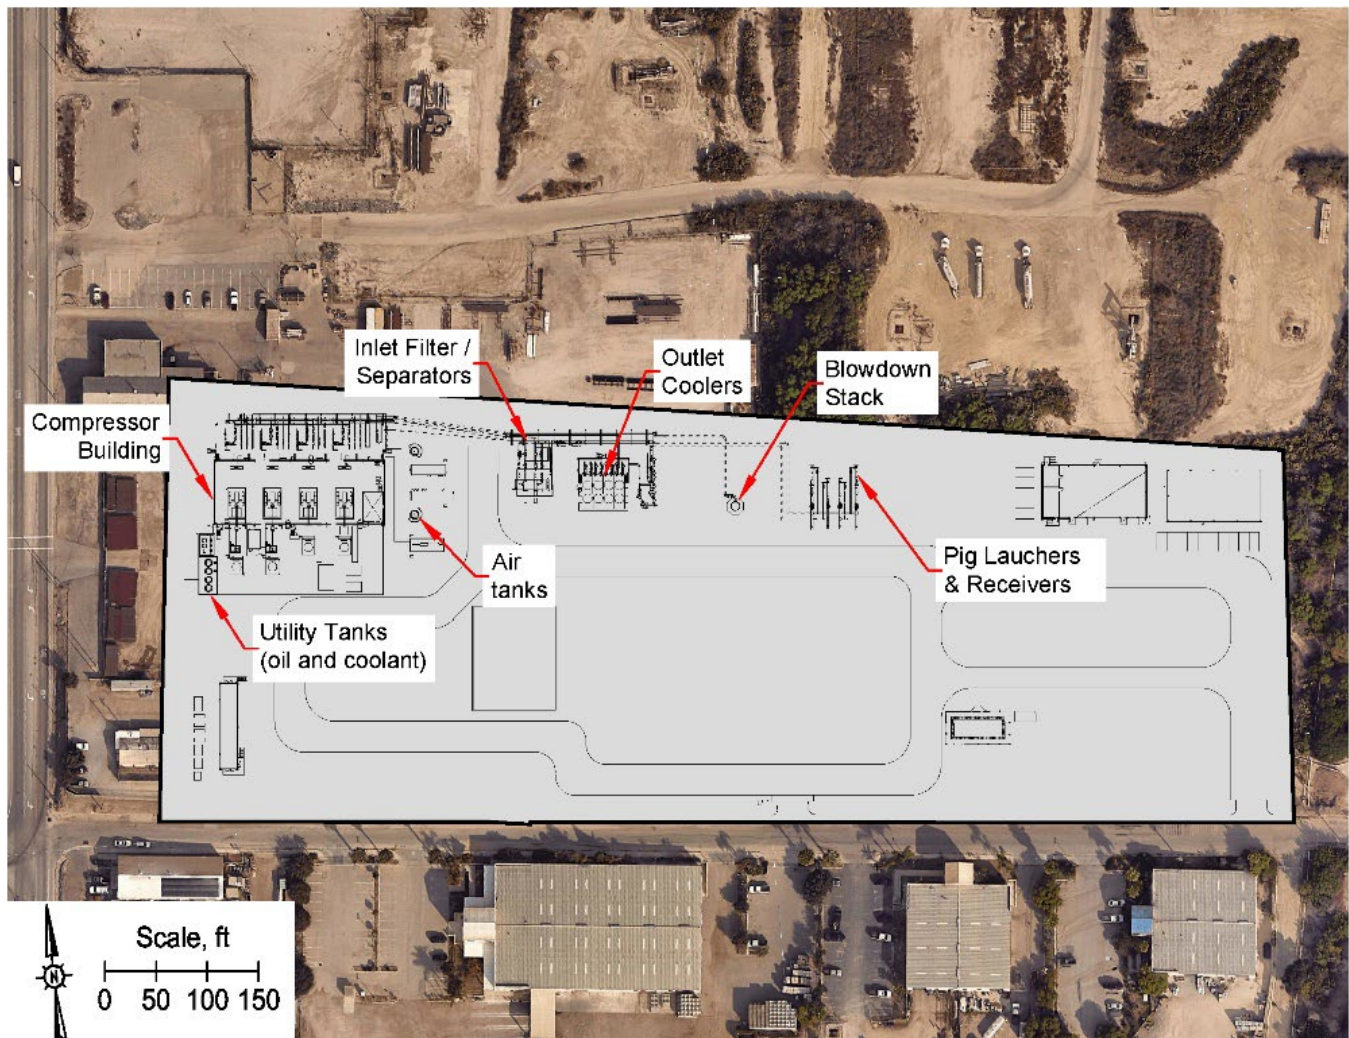 Inlet Filter /
Separators
Outlet
Coolers
Blowdown
Stack
Compressor
Building
Air
tanks
Pig Lauchers
& Receivers
Utility Tanks
(oil and coolant)
Scale, ft
0 50 100 150
N